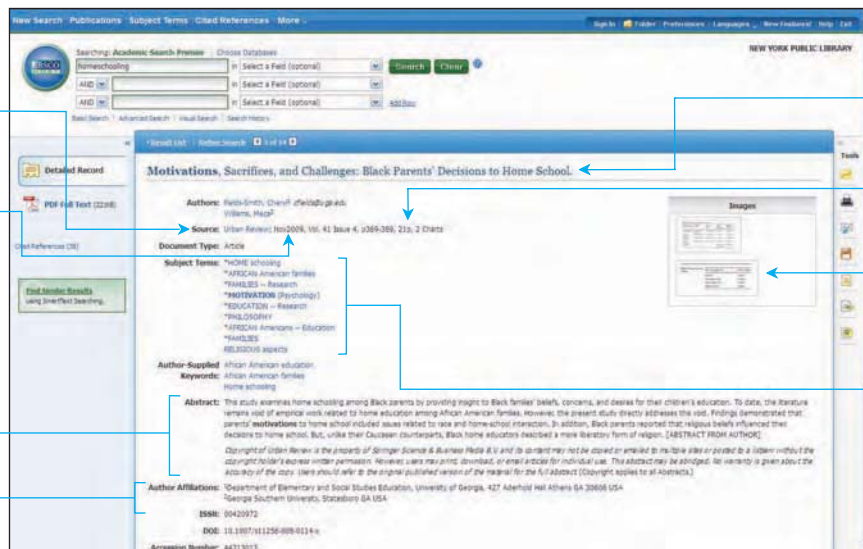 New Search Publications Subject Terms Cited References More
Sign In Folder Preferences Languages New Features! Help Exit
NEW YORK PUBLIC LIBRARY
Searching: Academic Search Premier Choose Databases
homeschooling in Select a Field (optional) Search Clear
AND in Select a Field (optional)
AND in Select a Field (optional) Add Row
Basic Search Advanced Search Visual Search Search History
Result List Refine Search
Tools
Detailed Record
PDF Full Text
Cited References
Find Similar Results
using SmartText Searching.
Motivations, Sacrifices, and Challenges: Black Parents' Decisions to Home School.
Images
Authors: Fields-Smith, Cheryl
Williams, Meca
Source: Urban Review; Nov2009, Vol. 41 Issue 4, p369-389, 21p, 2 Charts
Document Type: Article
Subject Terms: *HOME schooling
*AFRICAN American families
*FAMILIES -- Research
*MOTIVATION (Psychology)
*EDUCATION -- Research
*PHILOSOPHY
*AFRICAN Americans -- Education
*FAMILIES
RELIGIOUS aspects
Author-Supplied African American education
Keywords: African American families
Home schooling
Abstract: This study examines home schooling among Black parents by providing insight to Black families' beliefs, concerns, and desires for their children's education. To date, the literature
remains void of empirical work related to home education among African American families. However, the present study directly addresses the void. Findings demonstrated that
parents' motivations to home school included issues related to race and home-school interaction. In addition, Black parents reported that religious beliefs influenced their
decisions to home school. But, unlike their Caucasian counterparts, Black home educators described a more liberatory form of religion. [ABSTRACT FROM AUTHOR]
Copyright of Urban Review is the property of Springer Science & Business Media B.V. and its content may not be copied or emailed to multiple sites or posted to a listserv without the
copyright holder's express written permission. However, users may print, download, or email articles for individual use. This abstract may be abridged. No warranty is given about the
accuracy of the copy. Users should refer to the original published version of the material for the full abstract. (Copyright applies to all Abstracts.)
Author Affiliations: 1Department of Elementary and Social Studies Education, University of Georgia, 427 Aderhold Hall Athens GA 30606 USA
2Georgia Southern University, Statesboro GA USA
ISSN: 00420972
DOI: 10.1007/s11256-008-0114-x
Accession Number: 44713013